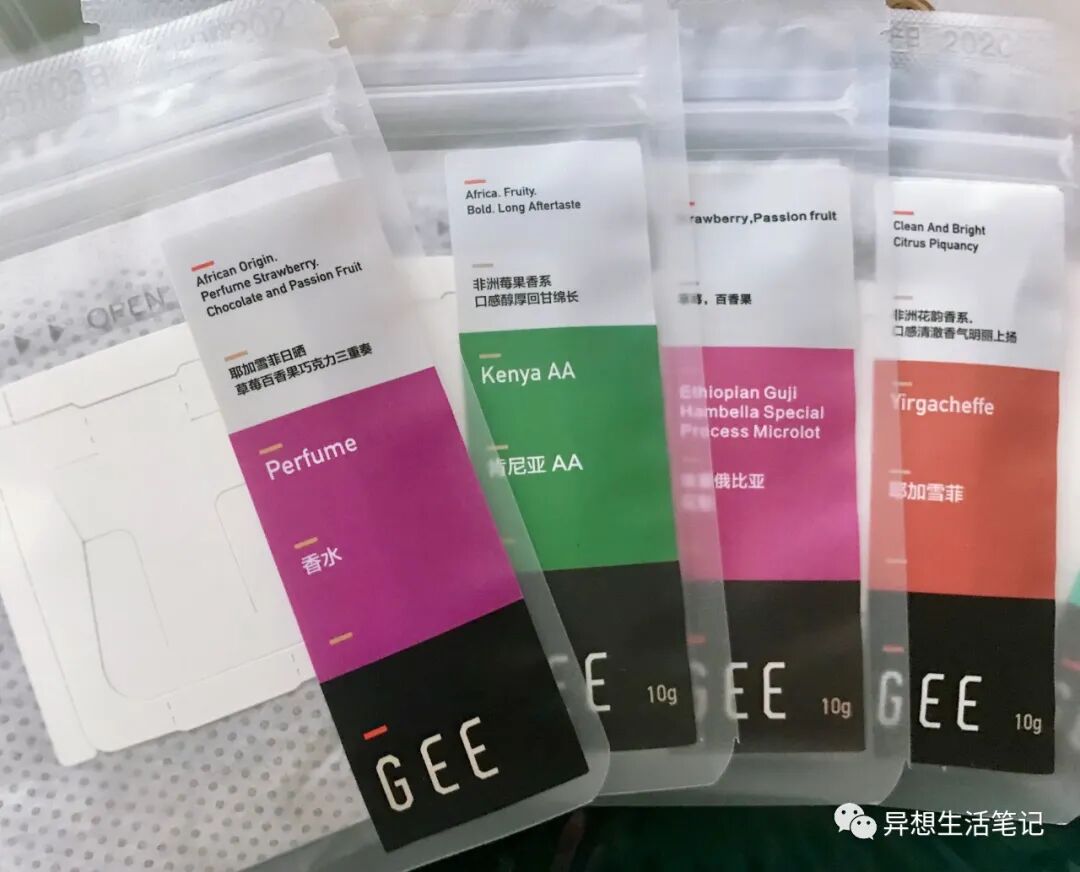 OPEN
African Origin.
Perfume Strawberry.
Chocolate and Passion Fruit
耶加雪菲日晒
草莓百香果巧克力三重奏
Perfume
香水
GEE
Africa. Fruity.
Bold. Long Aftertaste
非洲莓果香系
口感醇厚回甘绵长
Kenya AA
肯尼亚 AA
EE
10g
rawberry,Passion fruit
草莓，百香果
Ethiopian Guji
Hambella Special
Process Microlot
俄比亚
GEE
10g
Clean And Bright
Citrus Piquancy
非洲花韵香系，
口感清澈香气明丽上扬
Yirgacheffe
耶加雪菲
GEE
10g
异想生活笔记